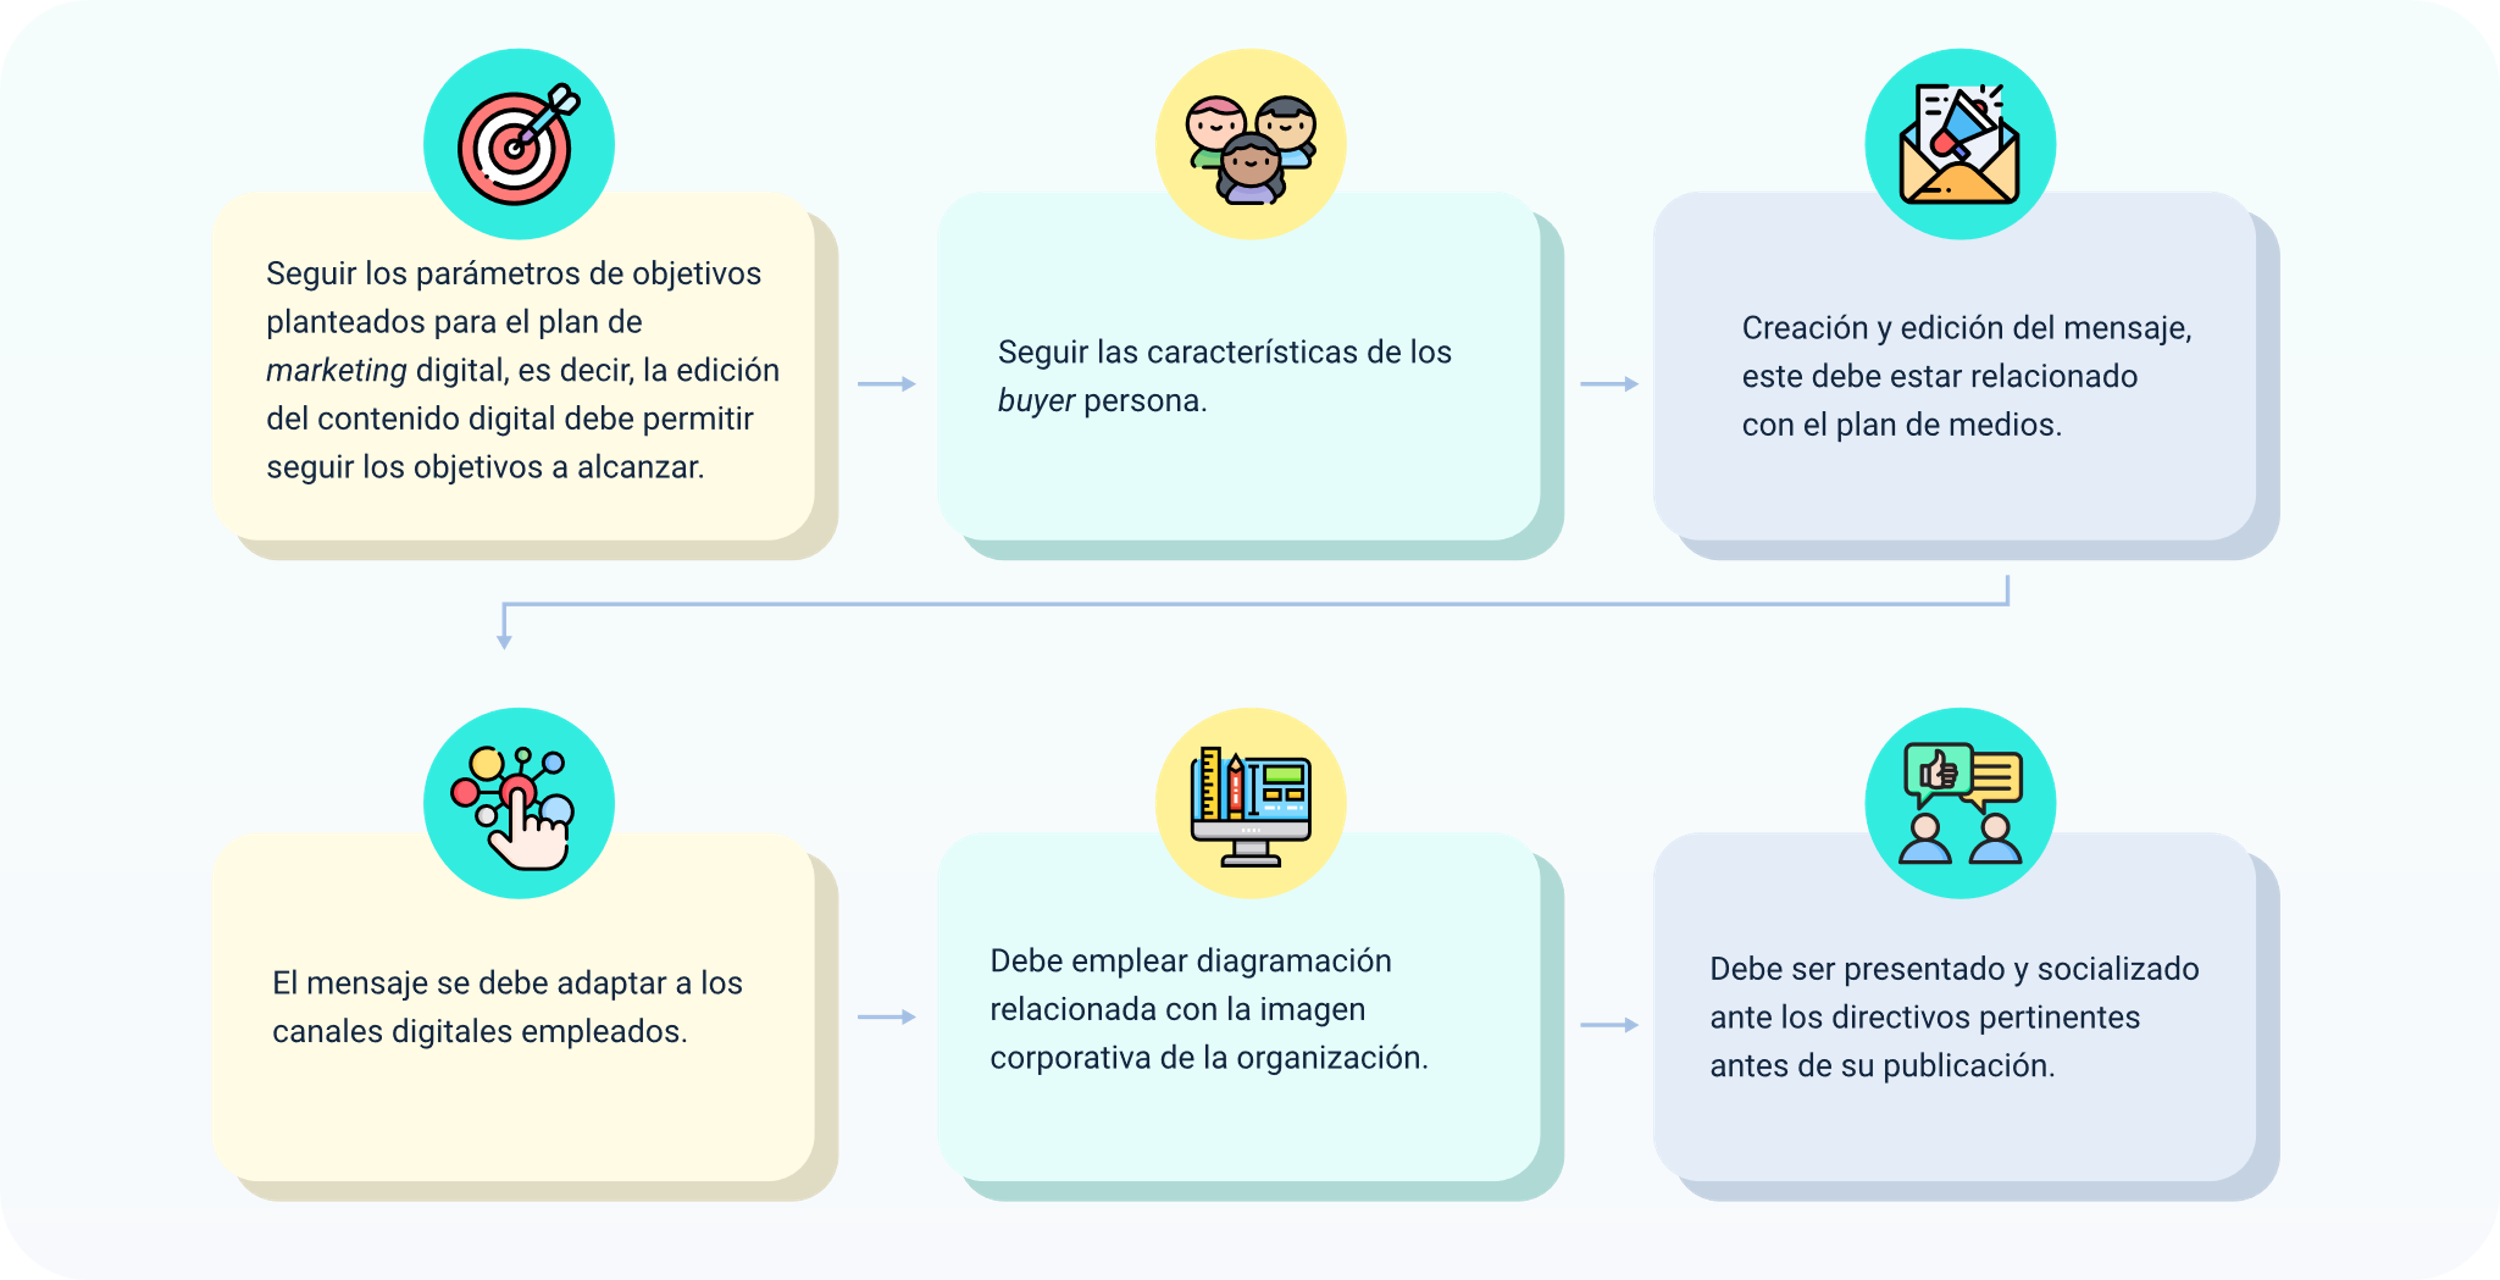 Seguir los parámetros de objetivos
planteados para el plan de
marketing digital, es decir, la edición
del contenido digital debe permitir
seguir los objetivos a alcanzar.
Seguir las características de los
buyer persona.
Creación y edición del mensaje,
este debe estar relacionado
con el plan de medios.
El mensaje se debe adaptar a los
canales digitales empleados.
Debe emplear diagramación
relacionada con la imagen
corporativa de la organización.
Debe ser presentado y socializado
ante los directivos pertinentes
antes de su publicación.